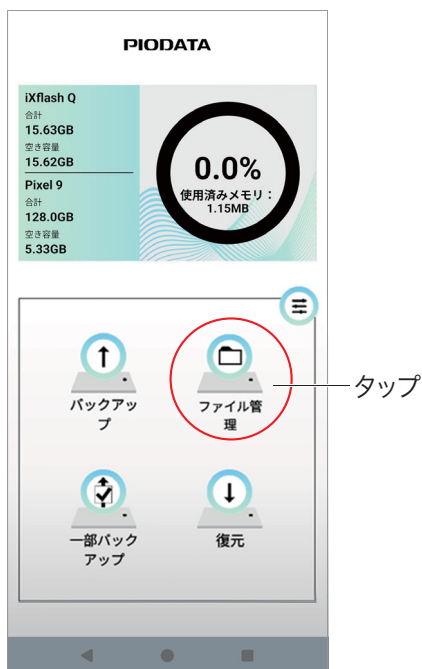 PIODATA
iXflash Q
合計
15.63GB
空き容量
15.62GB
Pixel 9
合計
128.0GB
空き容量
5.33GB
0.0%
使用済みメモリ：
1.15MB
バックアッ
プ
ファイル管
理
タップ
一部バック
アップ
復元